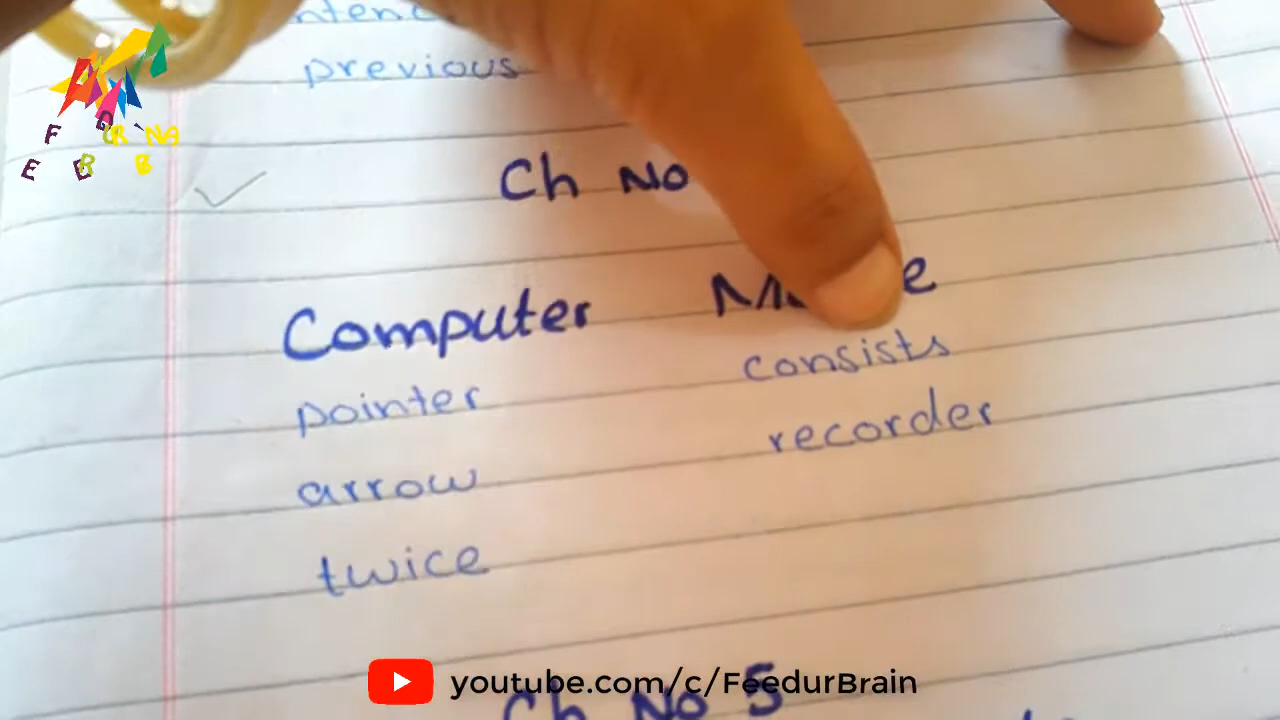 previous
Ch No
Computer
consists
pointer
recorder
arrow
twice
youtube.com/c/FeedurBrain
Ch No 5